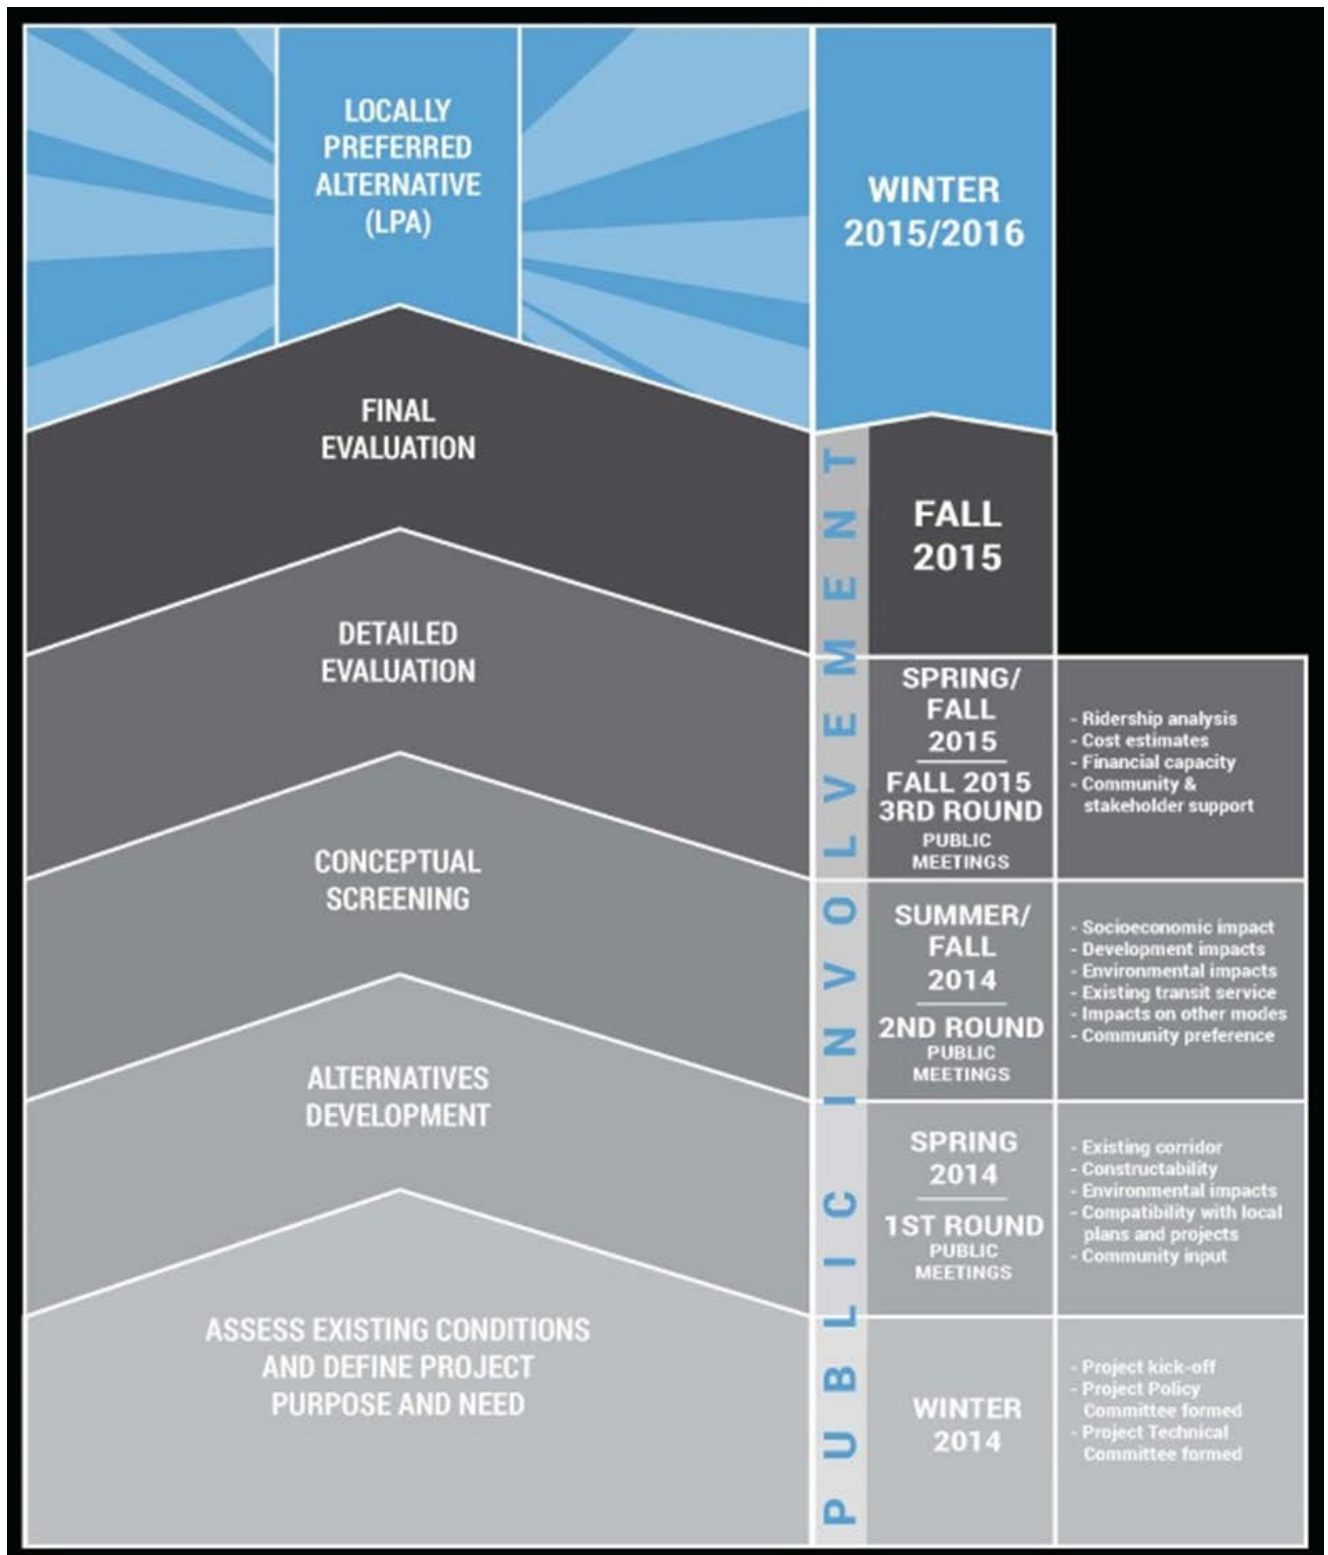 LOCALLY
PREFERRED
ALTERNATIVE
(LPA)
WINTER
2015/2016
FINAL
EVALUATION
FALL
2015
DETAILED
EVALUATION
SPRING/
FALL
2015
FALL 2015
3RD ROUND
PUBLIC
MEETINGS
- Ridership analysis
- Cost estimates
- Financial capacity
- Community &
stakeholder support
CONCEPTUAL
SCREENING
SUMMER/
FALL
2014
2ND ROUND
PUBLIC
MEETINGS
- Socioeconomic impact
- Development impacts
- Environmental impacts
- Existing transit service
- Impacts on other modes
- Community preference
ALTERNATIVES
DEVELOPMENT
SPRING
2014
1ST ROUND
PUBLIC
MEETINGS
- Existing corridor
- Constructability
- Environmental impacts
- Compatibility with local
plans and projects
- Community input
ASSESS EXISTING CONDITIONS
AND DEFINE PROJECT
PURPOSE AND NEED
WINTER
2014
- Project kick-off
- Project Policy
Committee formed
- Project Technical
Committee formed
PUBLIC INVOLVEMENT